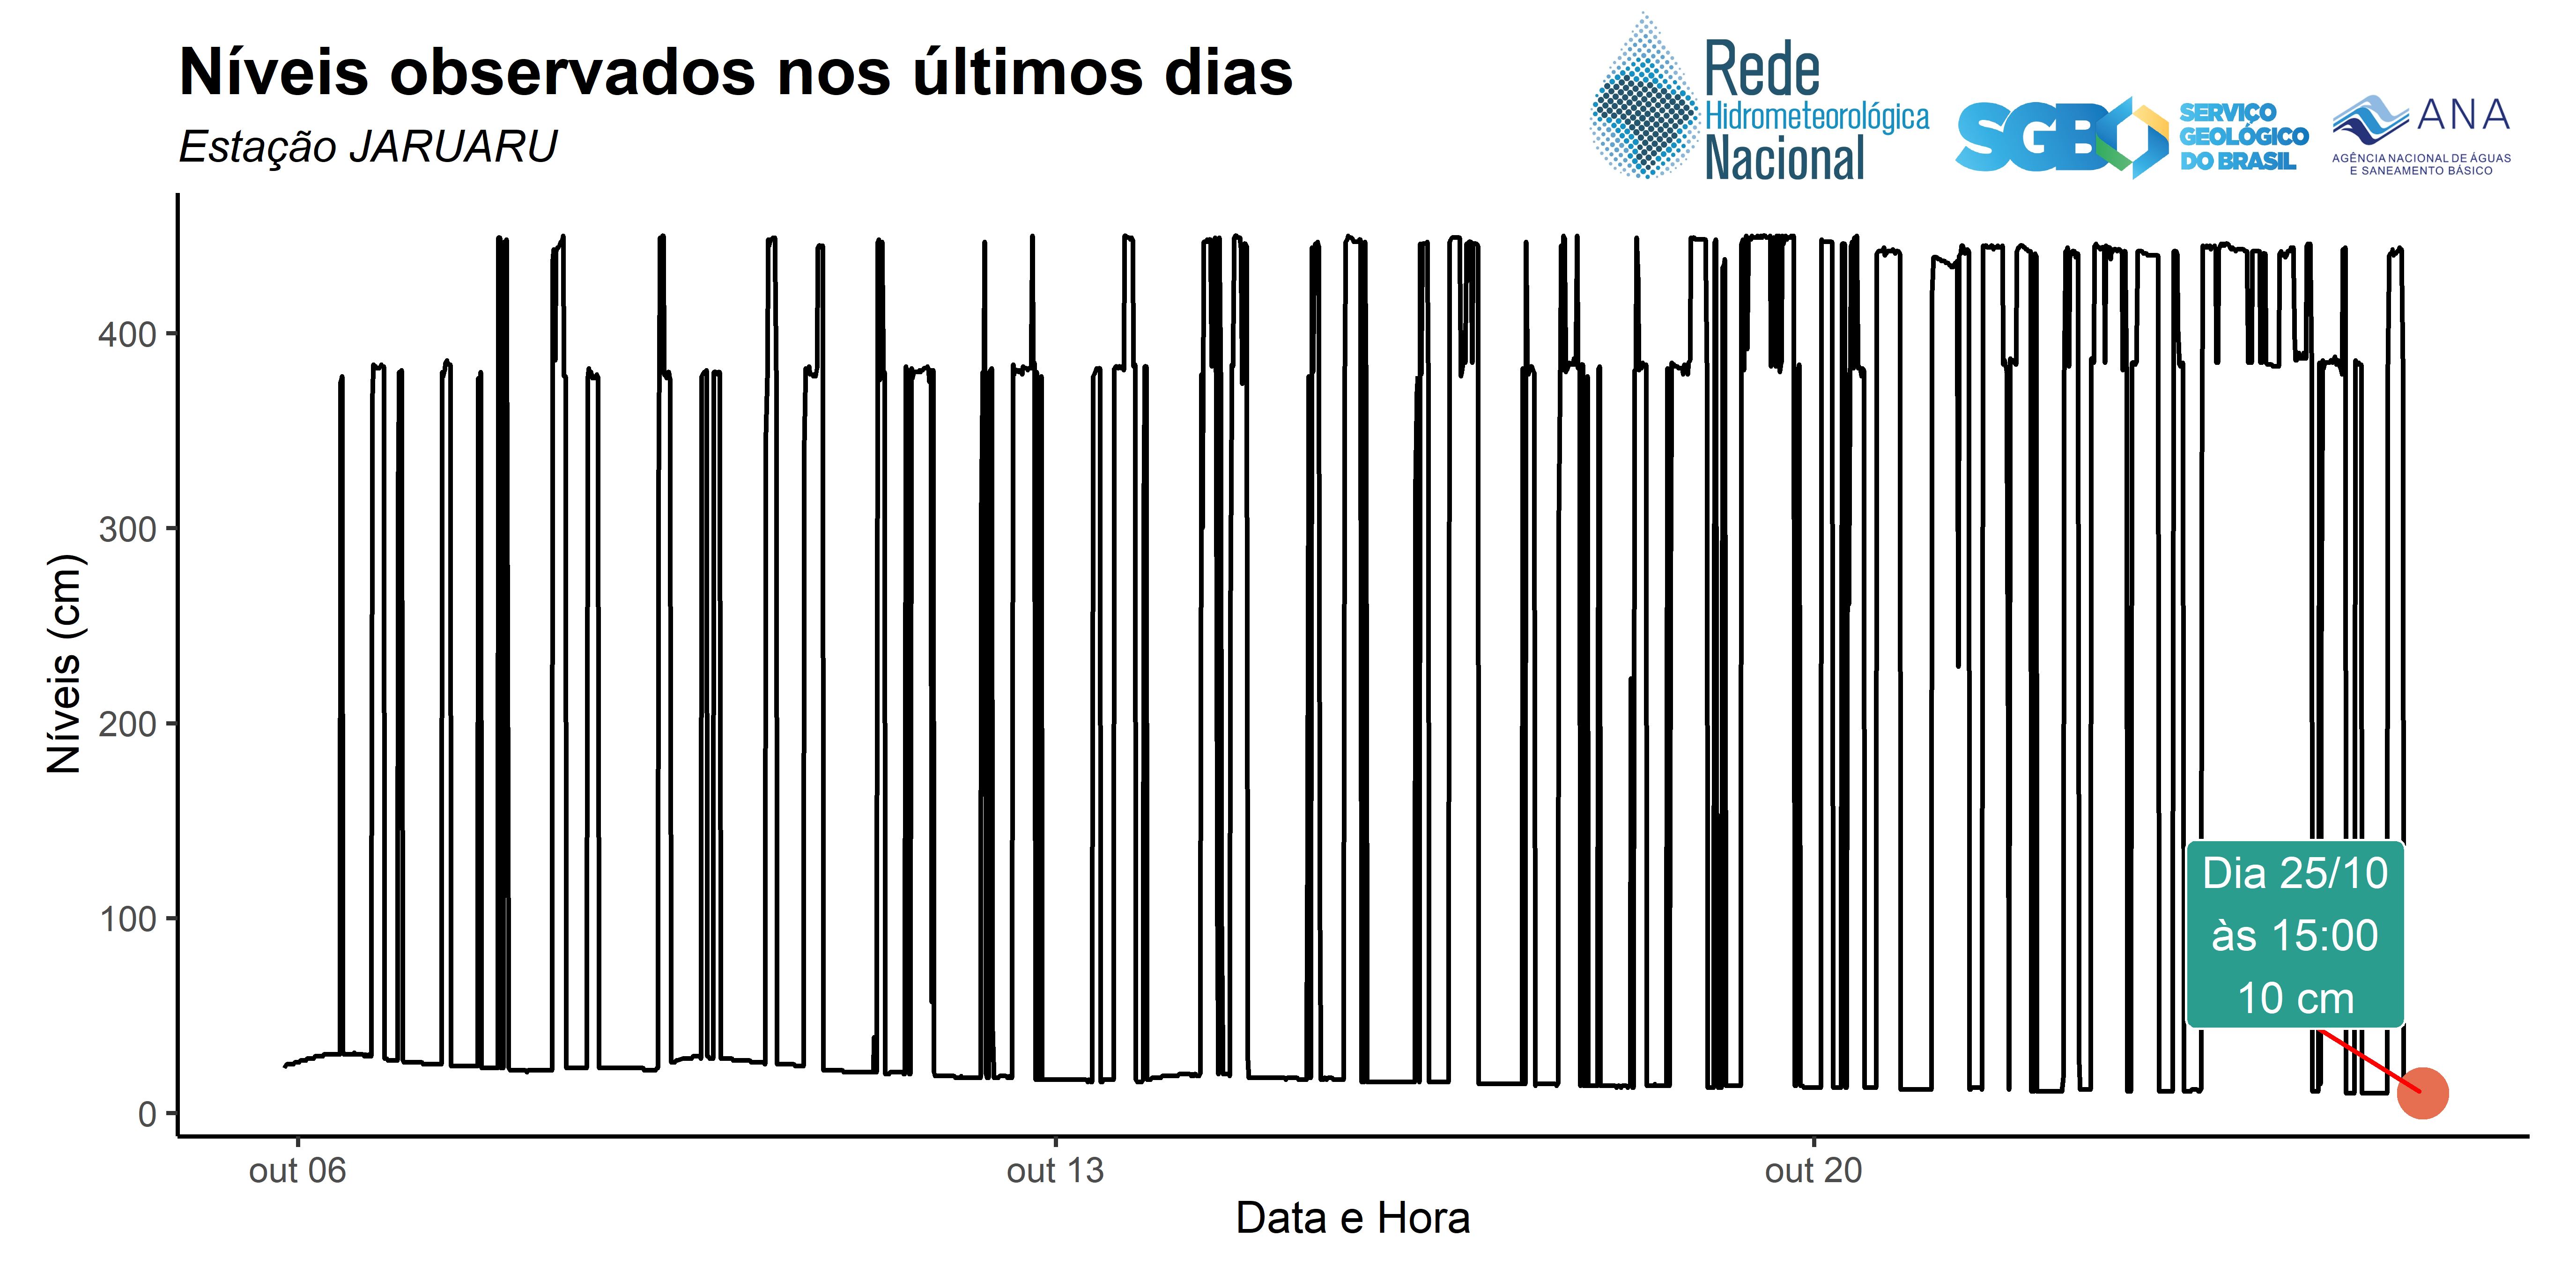 Níveis observados nos últimos dias
Estação JARUARU
Rede
Hidrometeorológica
Nacional
SGB
SERVIÇO
GEOLÓGICO
DO BRASIL
ANA
AGÊNCIA NACIONAL DE ÁGUAS
E SANEAMENTO BÁSICO
Níveis (cm)
400
300
200
100
0
Dia 25/10
às 15:00
10 cm
out 06
out 13
out 20
Data e Hora